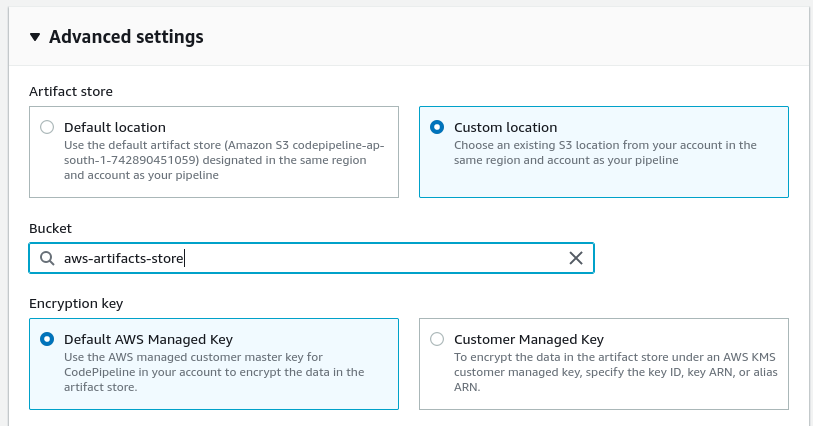 Advanced settings
Artifact store
Default location
Use the default artifact store (Amazon S3 codepipeline-ap-
south-1-742890451059) designated in the same region
and account as your pipeline
Custom location
Choose an existing S3 location from your account in the
same region and account as your pipeline
Bucket
aws-artifacts-store
Encryption key
Default AWS Managed Key
Use the AWS managed customer master key for
CodePipeline in your account to encrypt the data in the
artifact store.
Customer Managed Key
To encrypt the data in the artifact store under an AWS KMS
customer managed key, specify the key ID, key ARN, or alias
ARN.